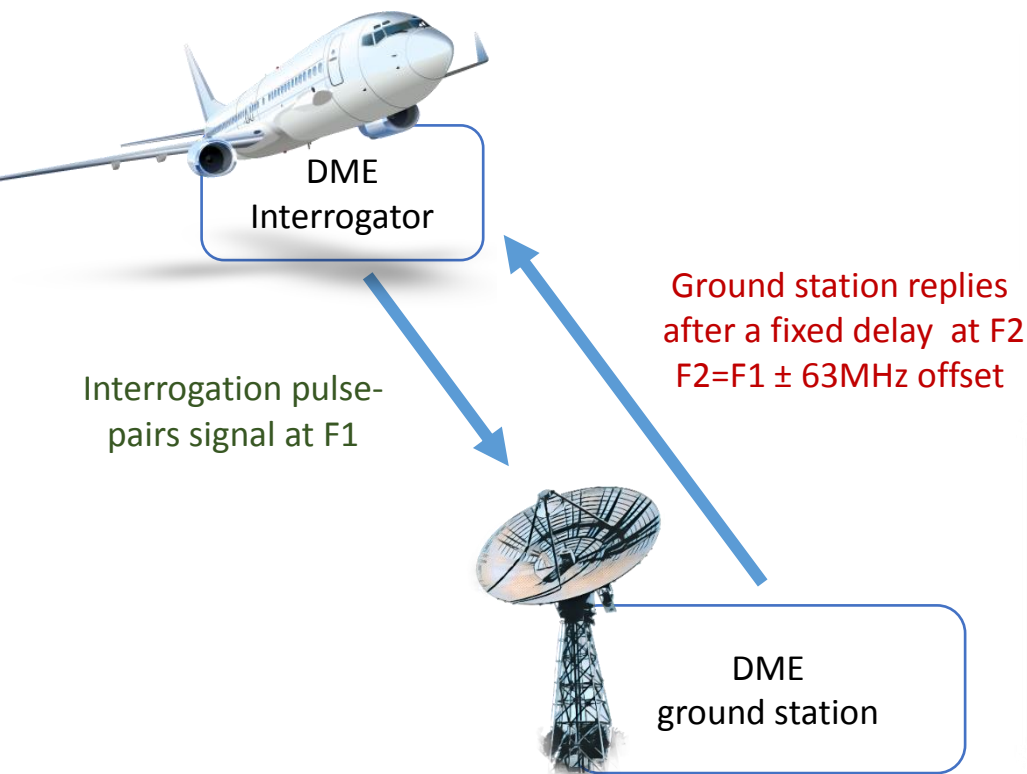 DME
Interrogator
Ground station replies
after a fixed delay at F2
F2=F1 ± 63MHz offset
Interrogation pulse-
pairs signal at F1
DME
ground station